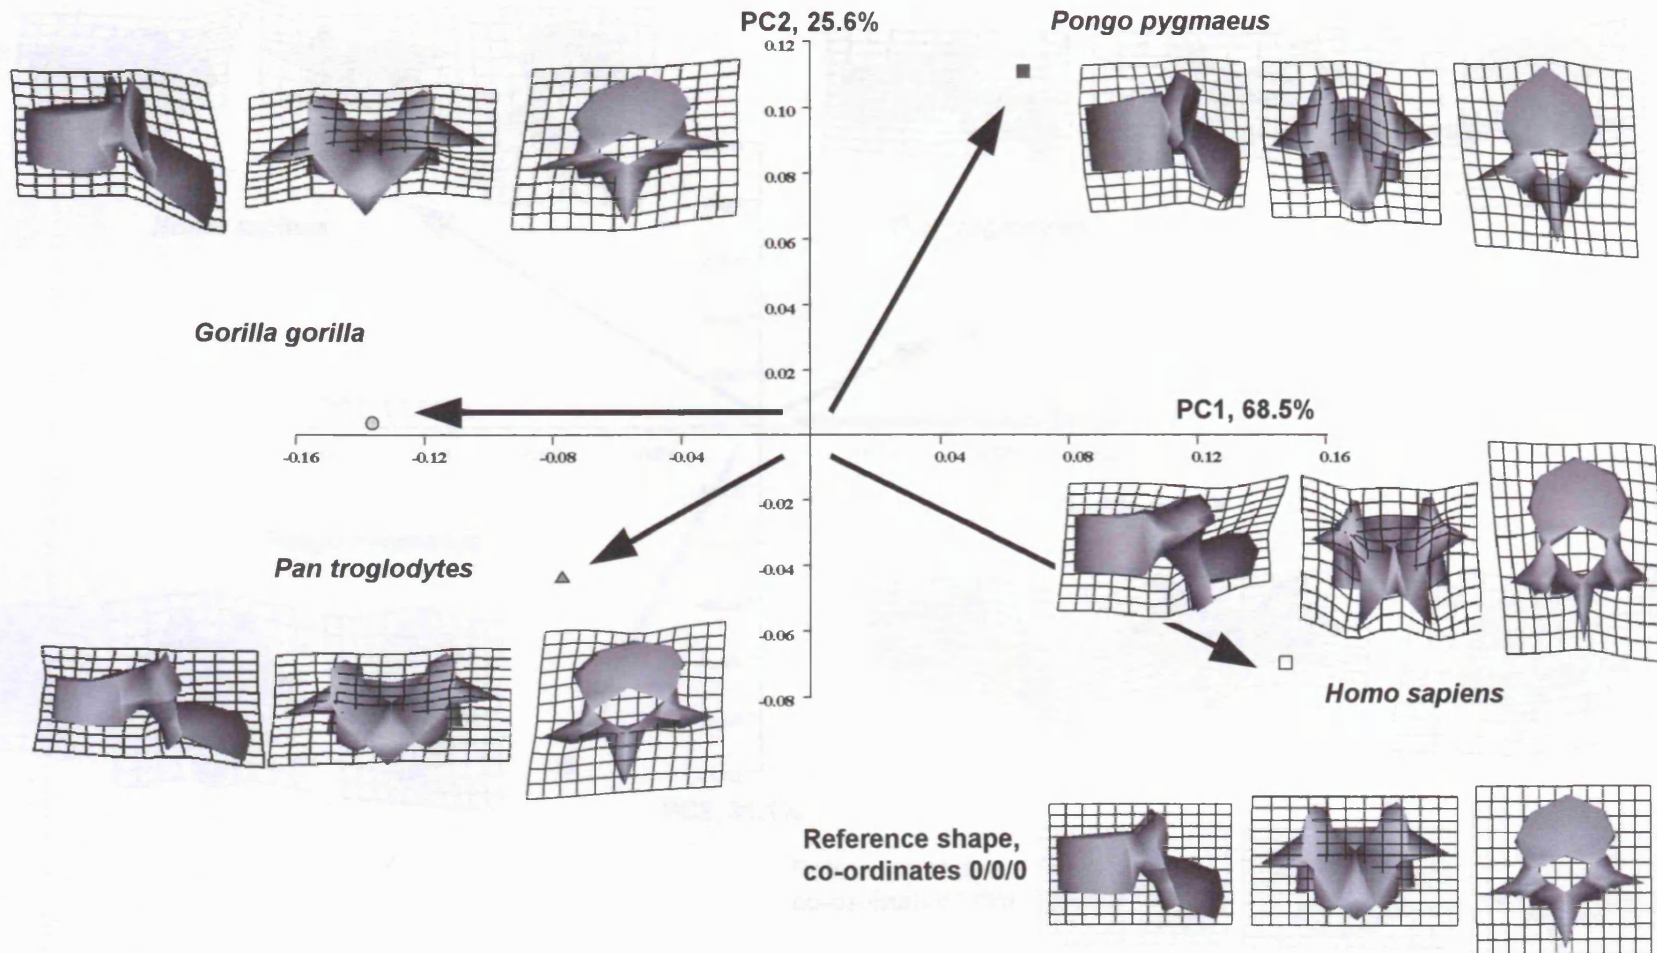 PC2, 25.6%
Pongo pygmaeus
0.12
0.10
0.08
0.06
0.04
0.02
Gorilla gorilla
PC1, 68.5%
-0.16
-0.12
-0.08
-0.04
0.04
0.08
0.12
0.16
-0.02
-0.04
-0.06
-0.08
Pan troglodytes
Homo sapiens
Reference shape,
co-ordinates 0/0/0